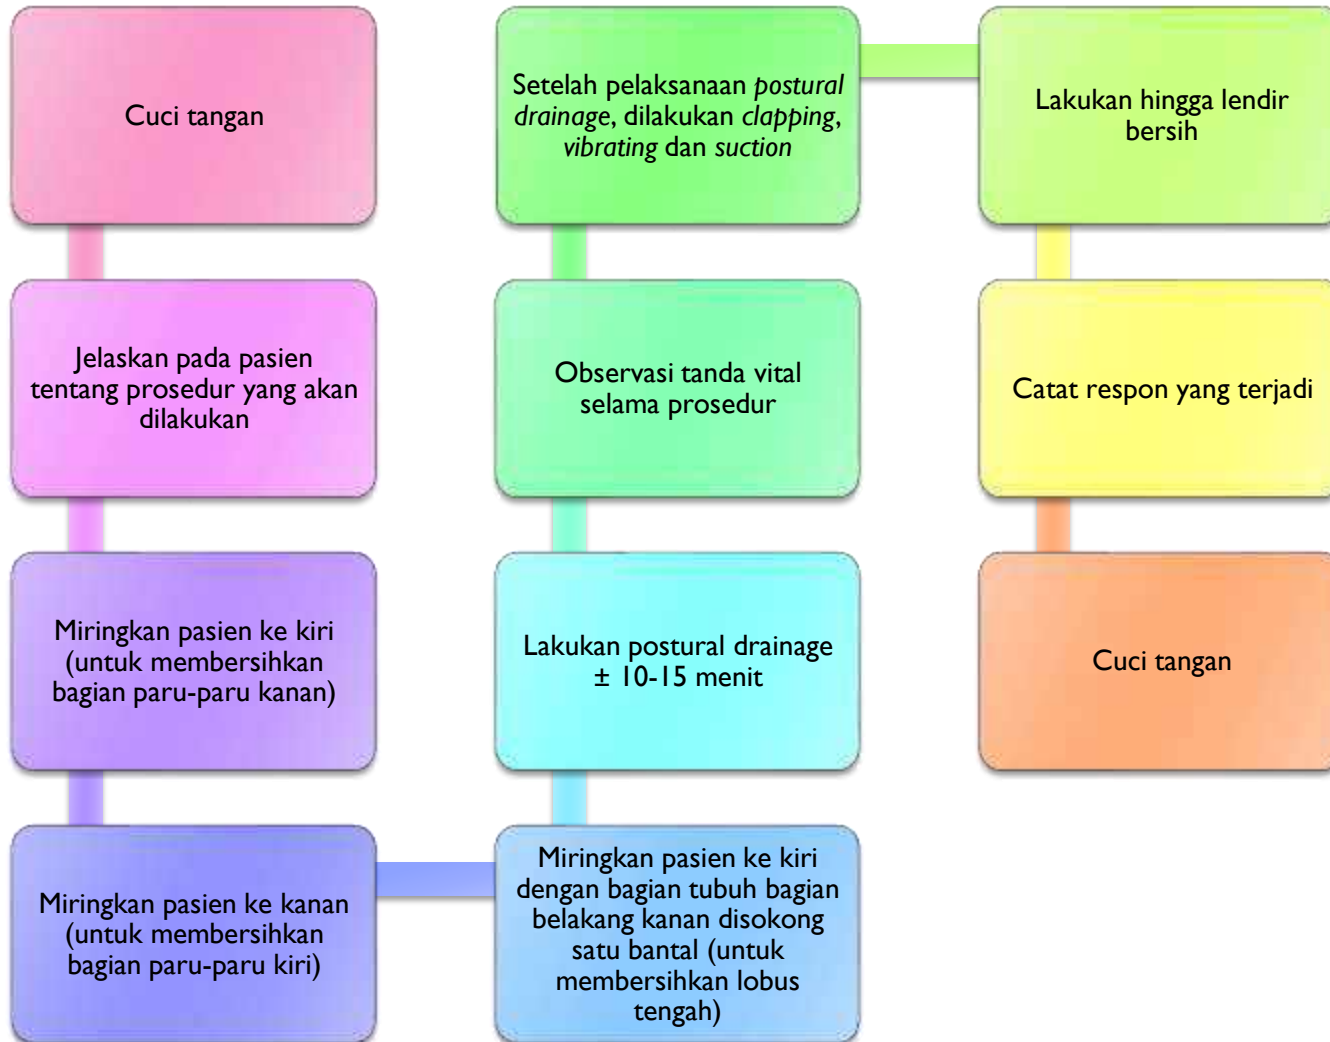 Cuci tangan
Jelaskan pada pasien
tentang prosedur yang akan
dilakukan
Miringkan pasien ke kiri
(untuk membersihkan
bagian paru-paru kanan)
Miringkan pasien ke kanan
(untuk membersihkan
bagian paru-paru kiri)
Miringkan pasien ke kiri
dengan bagian tubuh bagian
belakang kanan disokong
satu bantal (untuk
membersihkan lobus
tengah)
Lakukan postural drainage
± 10-15 menit
Observasi tanda vital
selama prosedur
Setelah pelaksanaan postural
drainage, dilakukan clapping,
vibrating dan suction
Lakukan hingga lendir
bersih
Catat respon yang terjadi
Cuci tangan